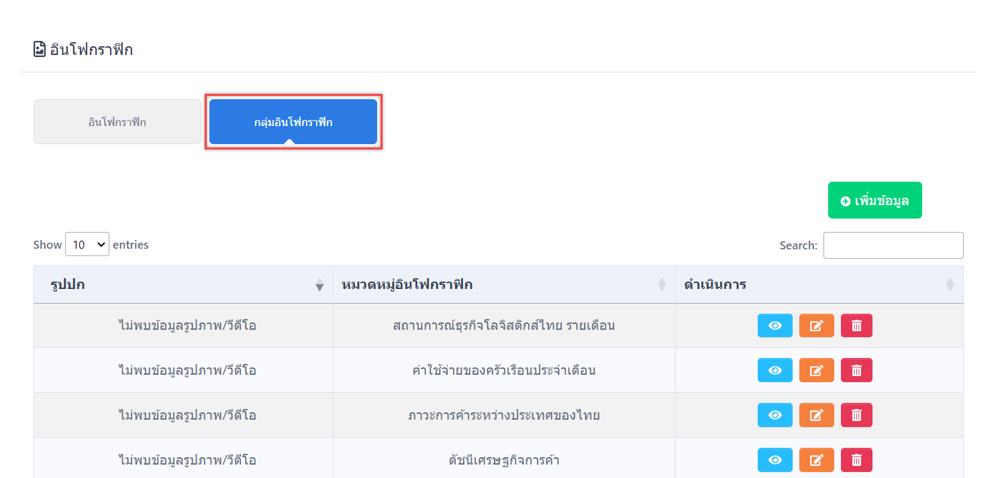 อินโฟกราฟิก
อินโฟกราฟิก กลุ่มอินโฟกราฟิก
เพิ่มข้อมูล
Show 10 entries Search:
รูปปก หมวดหมู่อินโฟกราฟิก ดำเนินการ
ไม่พบข้อมูลรูปภาพ/วีดีโอ สถานการณ์ธุรกิจโลจิสติกส์ไทย รายเดือน
ไม่พบข้อมูลรูปภาพ/วีดีโอ ค่าใช้จ่ายของครัวเรือนประจำเดือน
ไม่พบข้อมูลรูปภาพ/วีดีโอ ภาวะการค้าระหว่างประเทศของไทย
ไม่พบข้อมูลรูปภาพ/วีดีโอ ดัชนีเศรษฐกิจการค้า